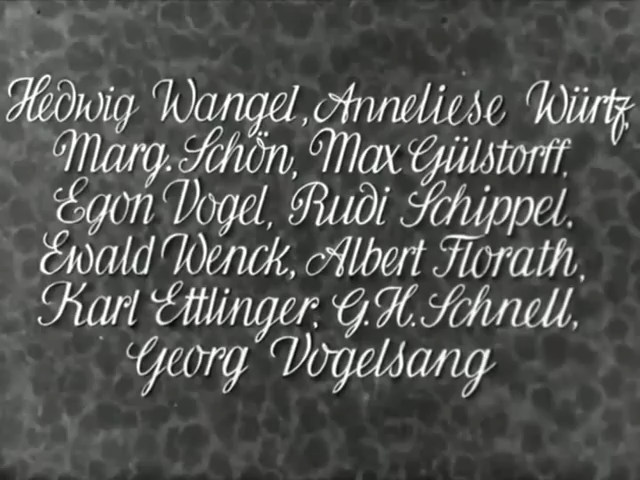 Hedwig Wangel, Anneliese Würtz,
Marg. Schön, Max Gülstorff,
Egon Vogel, Rudi Schippel,
Ewald Wenck, Albert Florath,
Karl Ettlinger, G.H. Schnell,
Georg Vogelsang